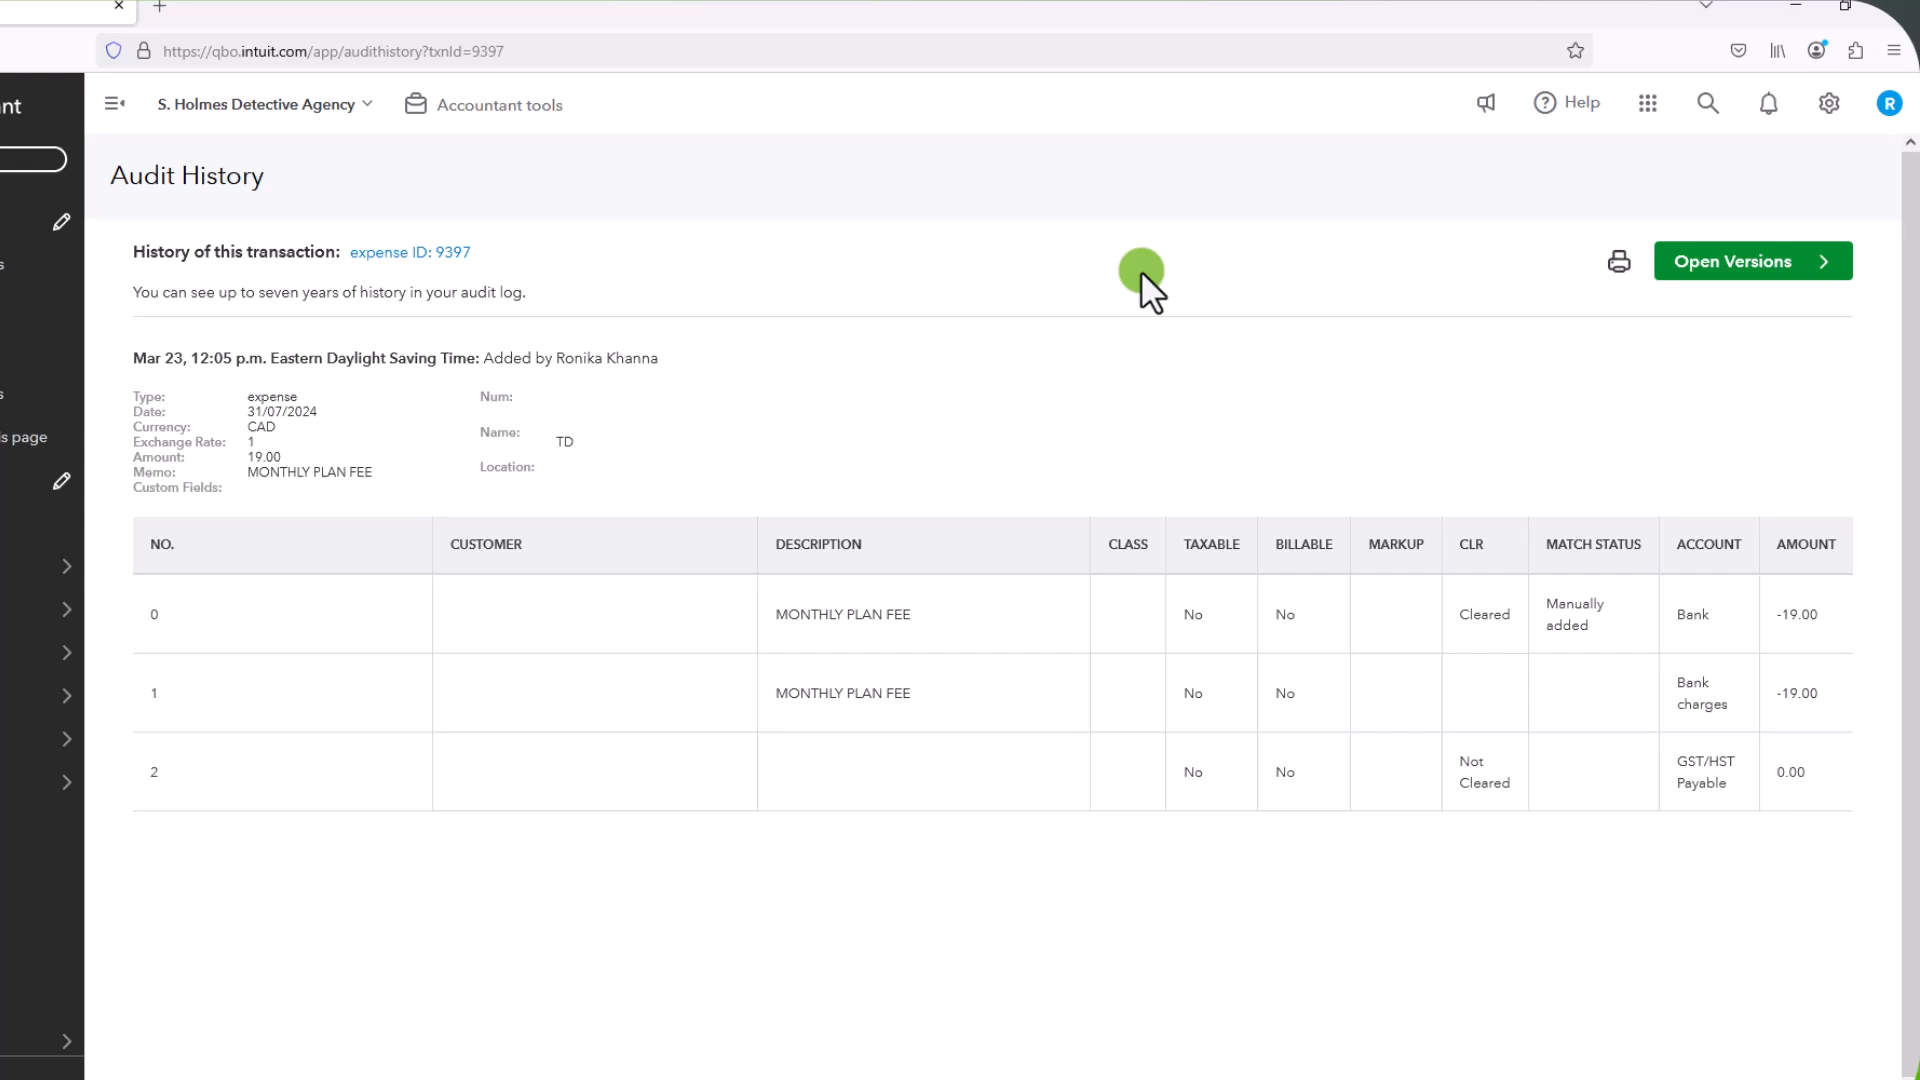 https://qbo.intuit.com/app/audithistory?txnId=9397
nt
S. Holmes Detective Agency
Accountant tools
Help
R
Audit History
s
s
is page
History of this transaction: expense ID: 9397
Open Versions
You can see up to seven years of history in your audit log.
Mar 23, 12:05 p.m. Eastern Daylight Saving Time: Added by Ronika Khanna
Type: expense
Date: 31/07/2024
Currency: CAD
Exchange Rate: 1
Amount: 19.00
Memo: MONTHLY PLAN FEE
Custom Fields:
Num:
Name: TD
Location:
NO. CUSTOMER DESCRIPTION CLASS TAXABLE BILLABLE MARKUP CLR MATCH STATUS ACCOUNT AMOUNT
0 MONTHLY PLAN FEE No No Cleared Manually added Bank -19.00
1 MONTHLY PLAN FEE No No Bank charges -19.00
2 No No Not Cleared GST/HST Payable 0.00